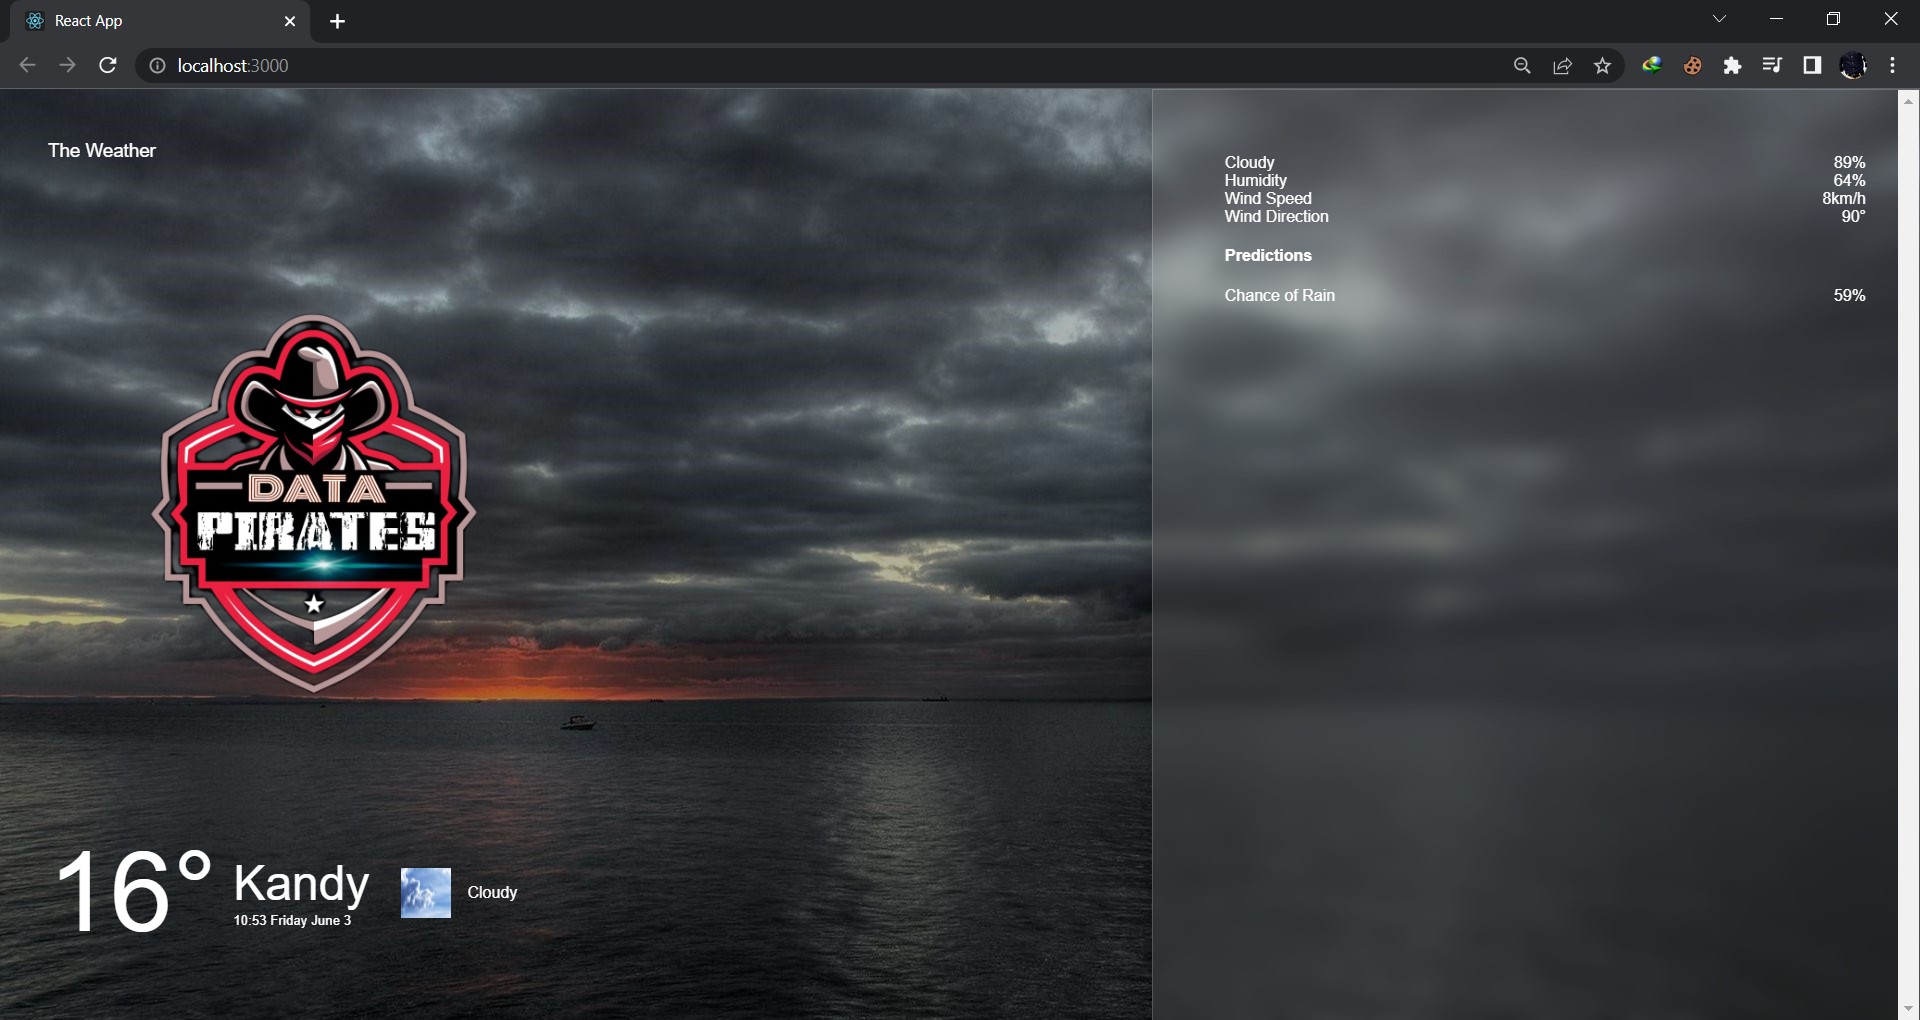 React App
localhost:3000
The Weather
DATA
PIRATES
16°
Kandy
10:53 Friday June 3
Cloudy
Cloudy 89%
Humidity 64%
Wind Speed 8km/h
Wind Direction 90°
Predictions
Chance of Rain 59%